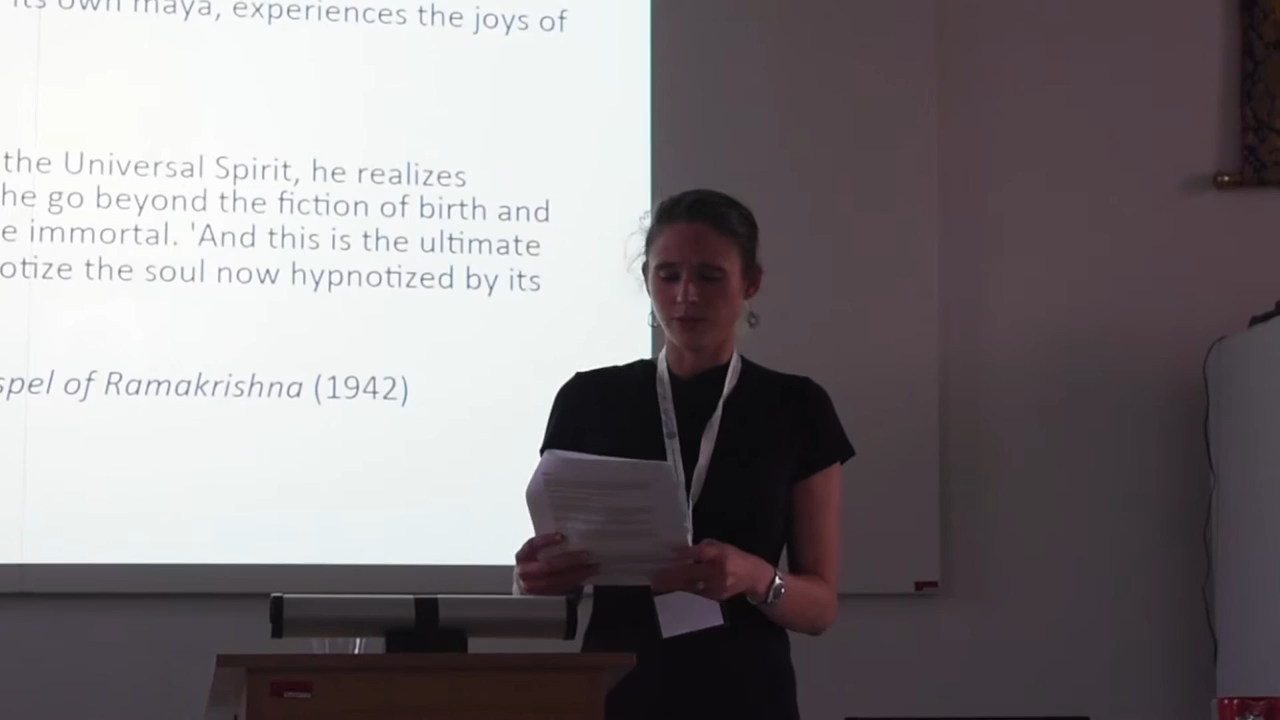 its own maya, experiences the joys of
the Universal Spirit, he realizes
he go beyond the fiction of birth and
e immortal. 'And this is the ultimate
otize the soul now hypnotized by its
spel of Ramakrishna (1942)